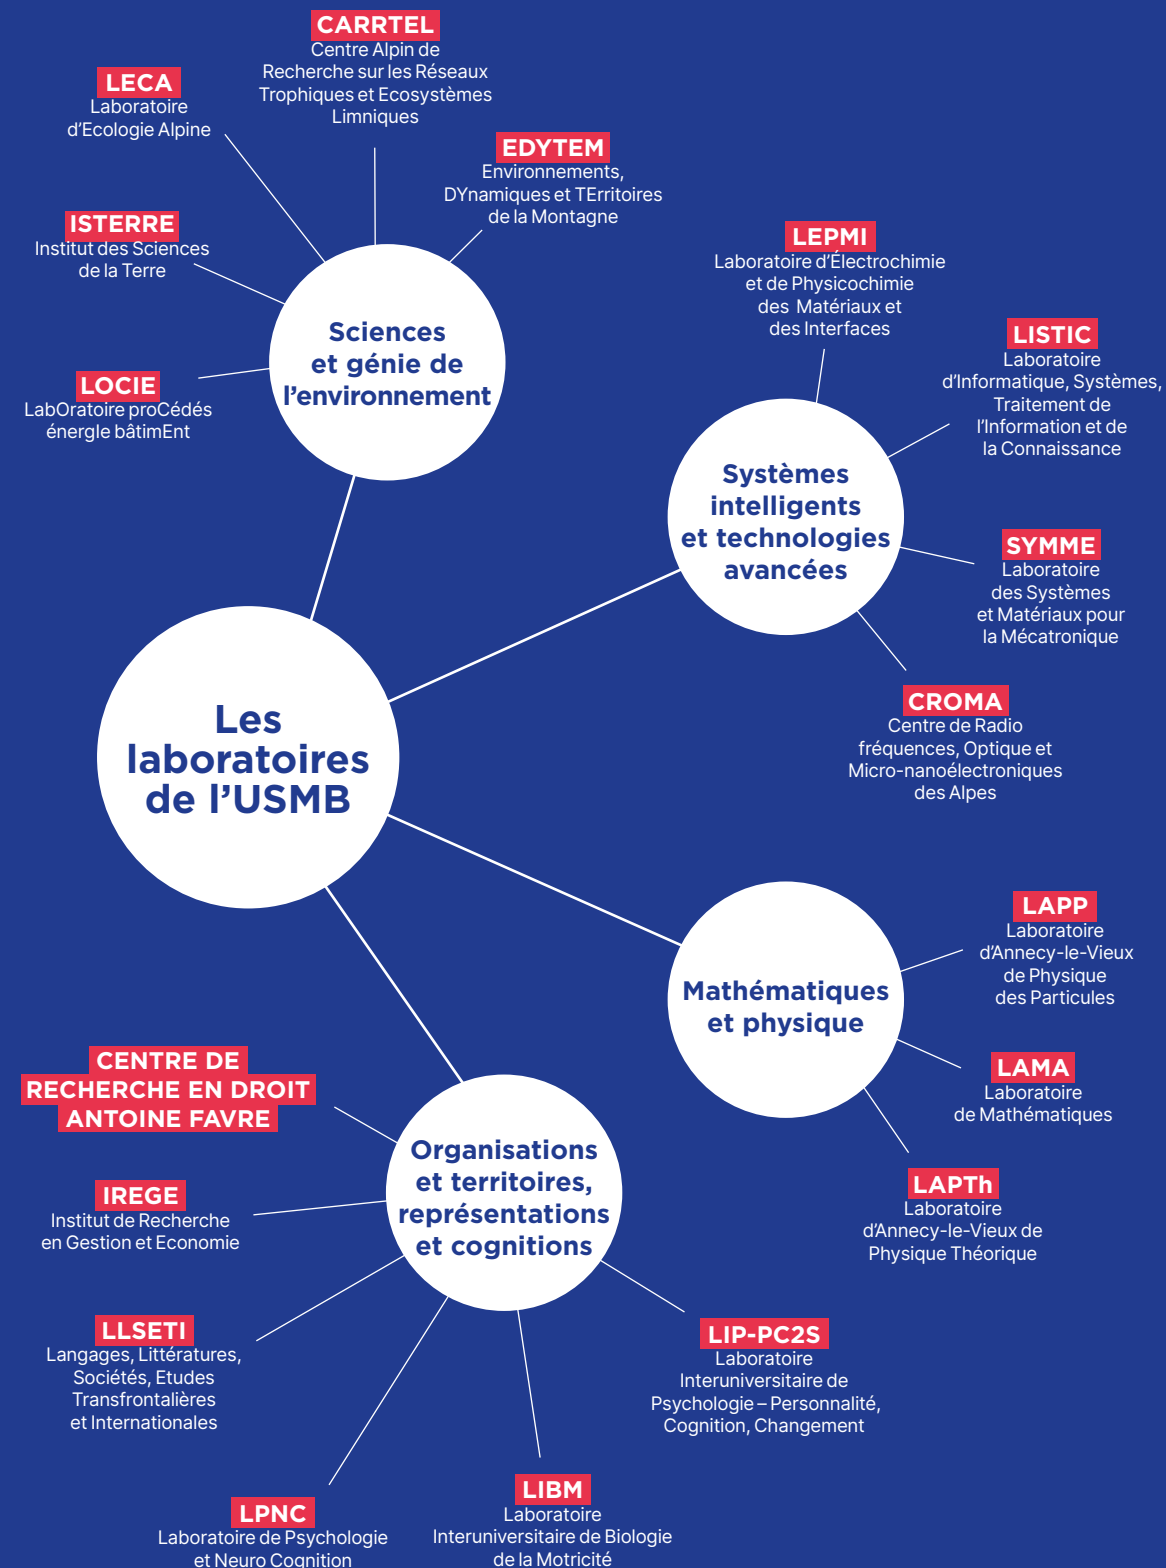 CARRTEL
Centre Alpin de
Recherche sur les Réseaux
Trophiques et Ecosystèmes
Limniques
LECA
Laboratoire
d'Ecologie Alpine
EDYTEM
Environnements,
DYnamiques et TErritoires
de la Montagne
ISTERRE
Institut des Sciences
de la Terre
LOCIE
LabOratoire proCédés
énergIe bâtimEnt
Sciences
et génie de
l'environnement
LEPMI
Laboratoire d'Électrochimie
et de Physicochimie
des Matériaux et
des Interfaces
LISTIC
Laboratoire
d'Informatique, Systèmes,
Traitement de
l'Information et de
la Connaissance
Systèmes
intelligents
et technologies
avancées
SYMME
Laboratoire
des Systèmes
et Matériaux pour
la Mécatronique
CROMA
Centre de Radio
fréquences, Optique et
Micro-nanoélectroniques
des Alpes
Les
laboratoires
de l'USMB
Mathématiques
et physique
LAPP
Laboratoire
d'Annecy-le-Vieux
de Physique
des Particules
LAMA
Laboratoire
de Mathématiques
LAPTh
Laboratoire
d'Annecy-le-Vieux de
Physique Théorique
CENTRE DE
RECHERCHE EN DROIT
ANTOINE FAVRE
Organisations
et territoires,
représentations
et cognitions
IREGE
Institut de Recherche
en Gestion et Economie
LLSETI
Langages, Littératures,
Sociétés, Etudes
Transfrontalières
et Internationales
LIP-PC2S
Laboratoire
Interuniversitaire de
Psychologie – Personnalité,
Cognition, Changement
LPNC
Laboratoire de Psychologie
et Neuro Cognition
LIBM
Laboratoire
Interuniversitaire de Biologie
de la Motricité